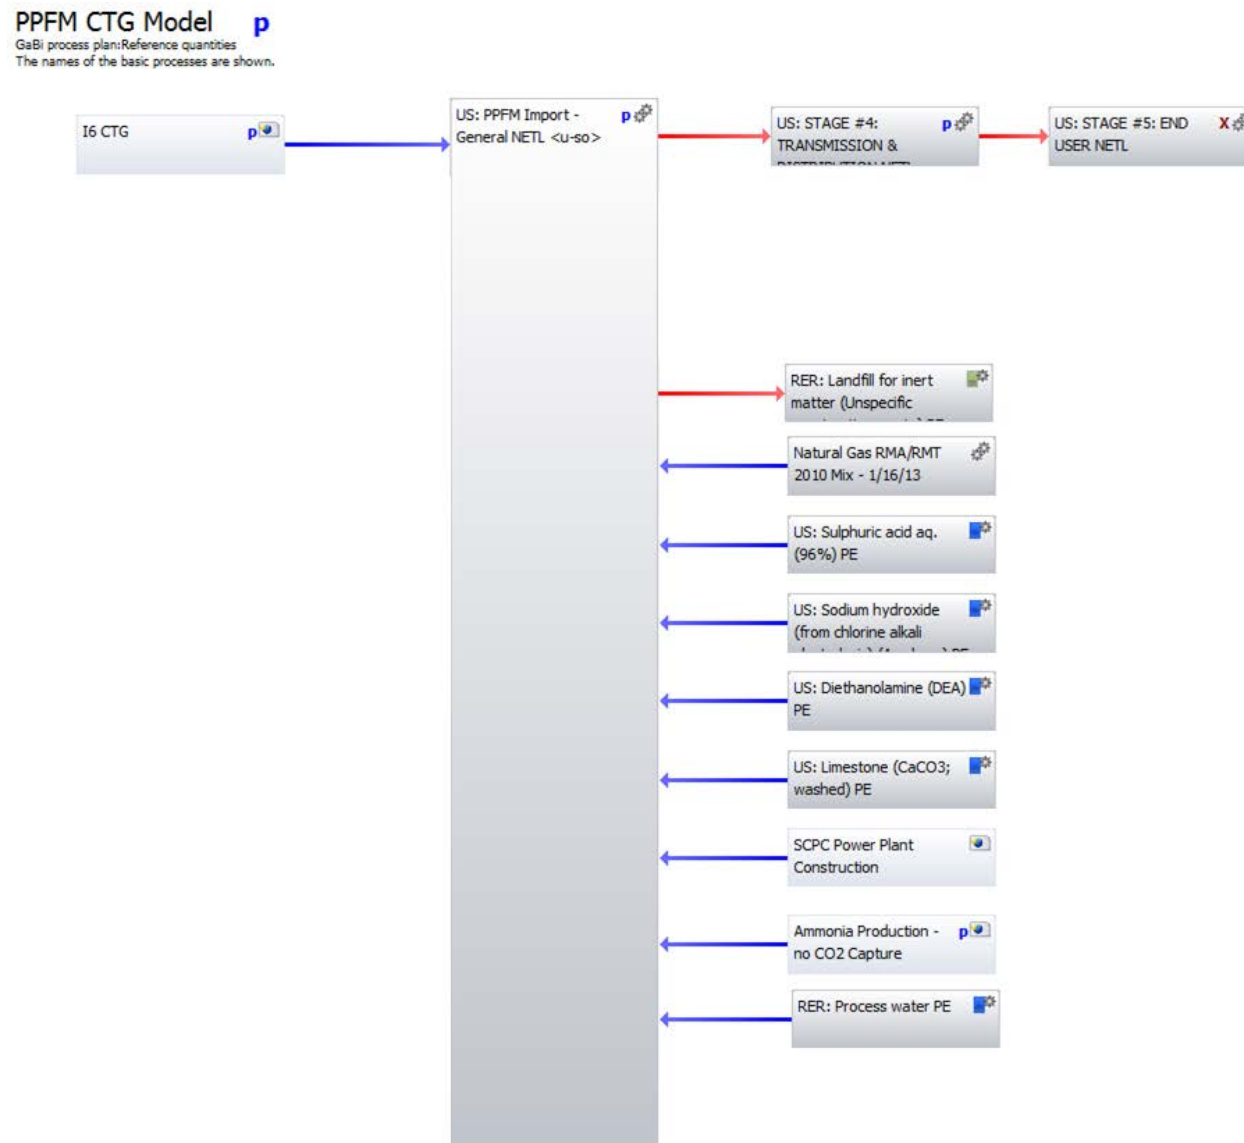 PPFM CTG Model p
GaBi process plan:Reference quantities
The names of the basic processes are shown.
I6 CTG p
US: PPFM Import - p
General NETL <u-so>
US: STAGE #4: p
TRANSMISSION &
US: STAGE #5: END X
USER NETL
RER: Landfill for inert
matter (Unspecific
Natural Gas RMA/RMT
2010 Mix - 1/16/13
US: Sulphuric acid aq.
(96%) PE
US: Sodium hydroxide
(from chlorine alkali
US: Diethanolamine (DEA)
PE
US: Limestone (CaCO3;
washed) PE
SCPC Power Plant
Construction
Ammonia Production - p
no CO2 Capture
RER: Process water PE